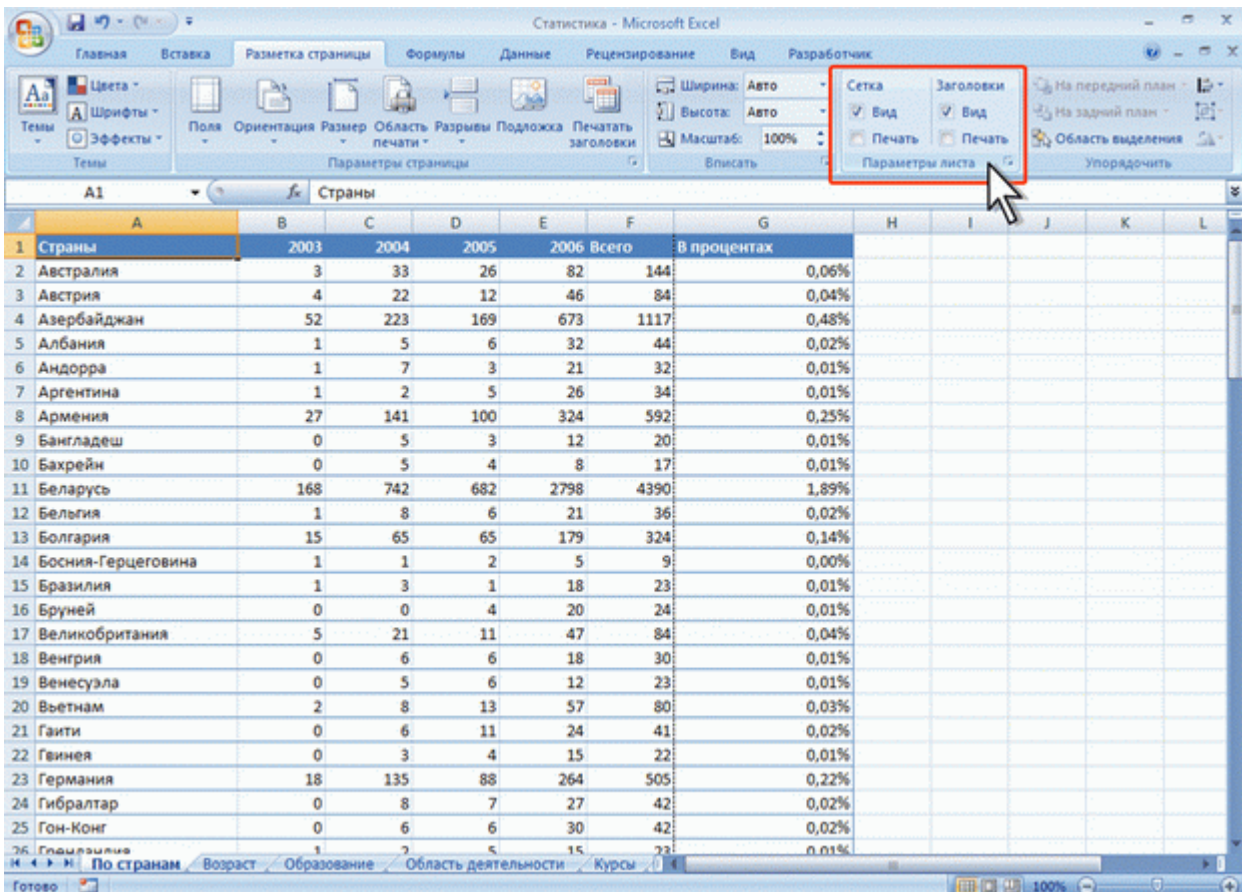 Статистика - Microsoft Excel
Главная Вставка Разметка страницы Формулы Данные Рецензирование Вид Разработчик
Цвета Ширина: Авто Сетка Заголовки На передний план
Aa Шрифты Высота: Авто Вид Вид На задний план
Темы Эффекты Поля Ориентация Размер Область печати Разрывы Подложка Печатать заголовки Масштаб: 100% Печать Печать Область выделения
Темы Параметры страницы Вписать Параметры листа Упорядочить
A1 fx Страны
A B C D E F G H I J K L
1 Страны 2003 2004 2005 2006 Всего В процентах
2 Австралия 3 33 26 82 144 0,06%
3 Австрия 4 22 12 46 84 0,04%
4 Азербайджан 52 223 169 673 1117 0,48%
5 Албания 1 5 6 32 44 0,02%
6 Андорра 1 7 3 21 32 0,01%
7 Аргентина 1 2 5 26 34 0,01%
8 Армения 27 141 100 324 592 0,25%
9 Бангладеш 0 5 3 12 20 0,01%
10 Бахрейн 0 5 4 8 17 0,01%
11 Беларусь 168 742 682 2798 4390 1,89%
12 Бельгия 1 8 6 21 36 0,02%
13 Болгария 15 65 65 179 324 0,14%
14 Босния-Герцеговина 1 1 2 5 9 0,00%
15 Бразилия 1 3 1 18 23 0,01%
16 Бруней 0 0 4 20 24 0,01%
17 Великобритания 5 21 11 47 84 0,04%
18 Венгрия 0 6 6 18 30 0,01%
19 Венесуэла 0 5 6 12 23 0,01%
20 Вьетнам 2 8 13 57 80 0,03%
21 Гаити 0 6 11 24 41 0,02%
22 Гвинея 0 3 4 15 22 0,01%
23 Германия 18 135 88 264 505 0,22%
24 Гибралтар 0 8 7 27 42 0,02%
25 Гон-Конг 0 6 6 30 42 0,02%
26 Гренландия 1 2 5 15 23 0,01%
По странам Возраст Образование Область деятельности Курсы
Готово 100%